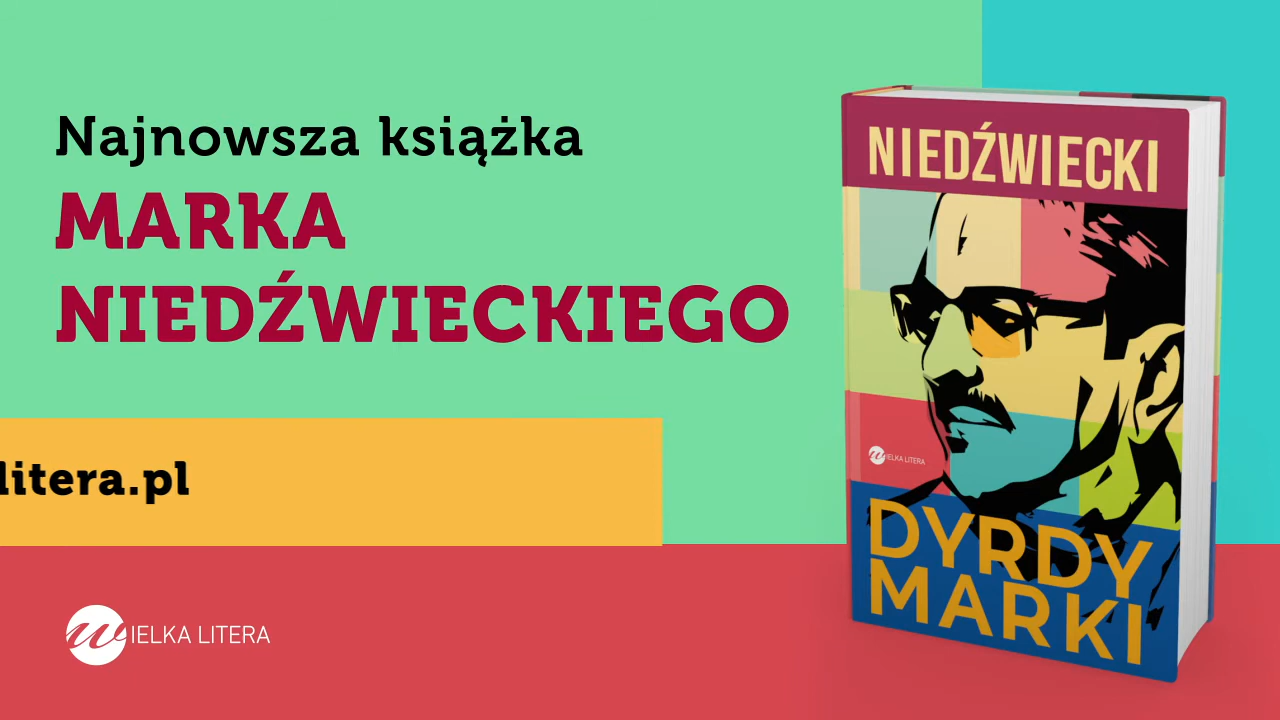 Najnowsza książka
MARKA
NIEDŹWIECKIEGO
litera.pl
WIELKA LITERA
NIEDŹWIECKI
WIELKA LITERA
DYRDY
MARKI